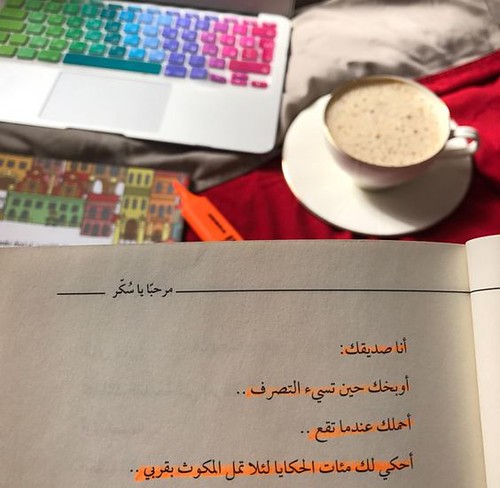 مرحبًا يا سُكّر
أنا صديقك:
أوبخك حين تسيء التصرف ..
أحملك عندما تقع ..
أحكي لك مئات الحكايا لئلا تمل المكوث بقربي ..